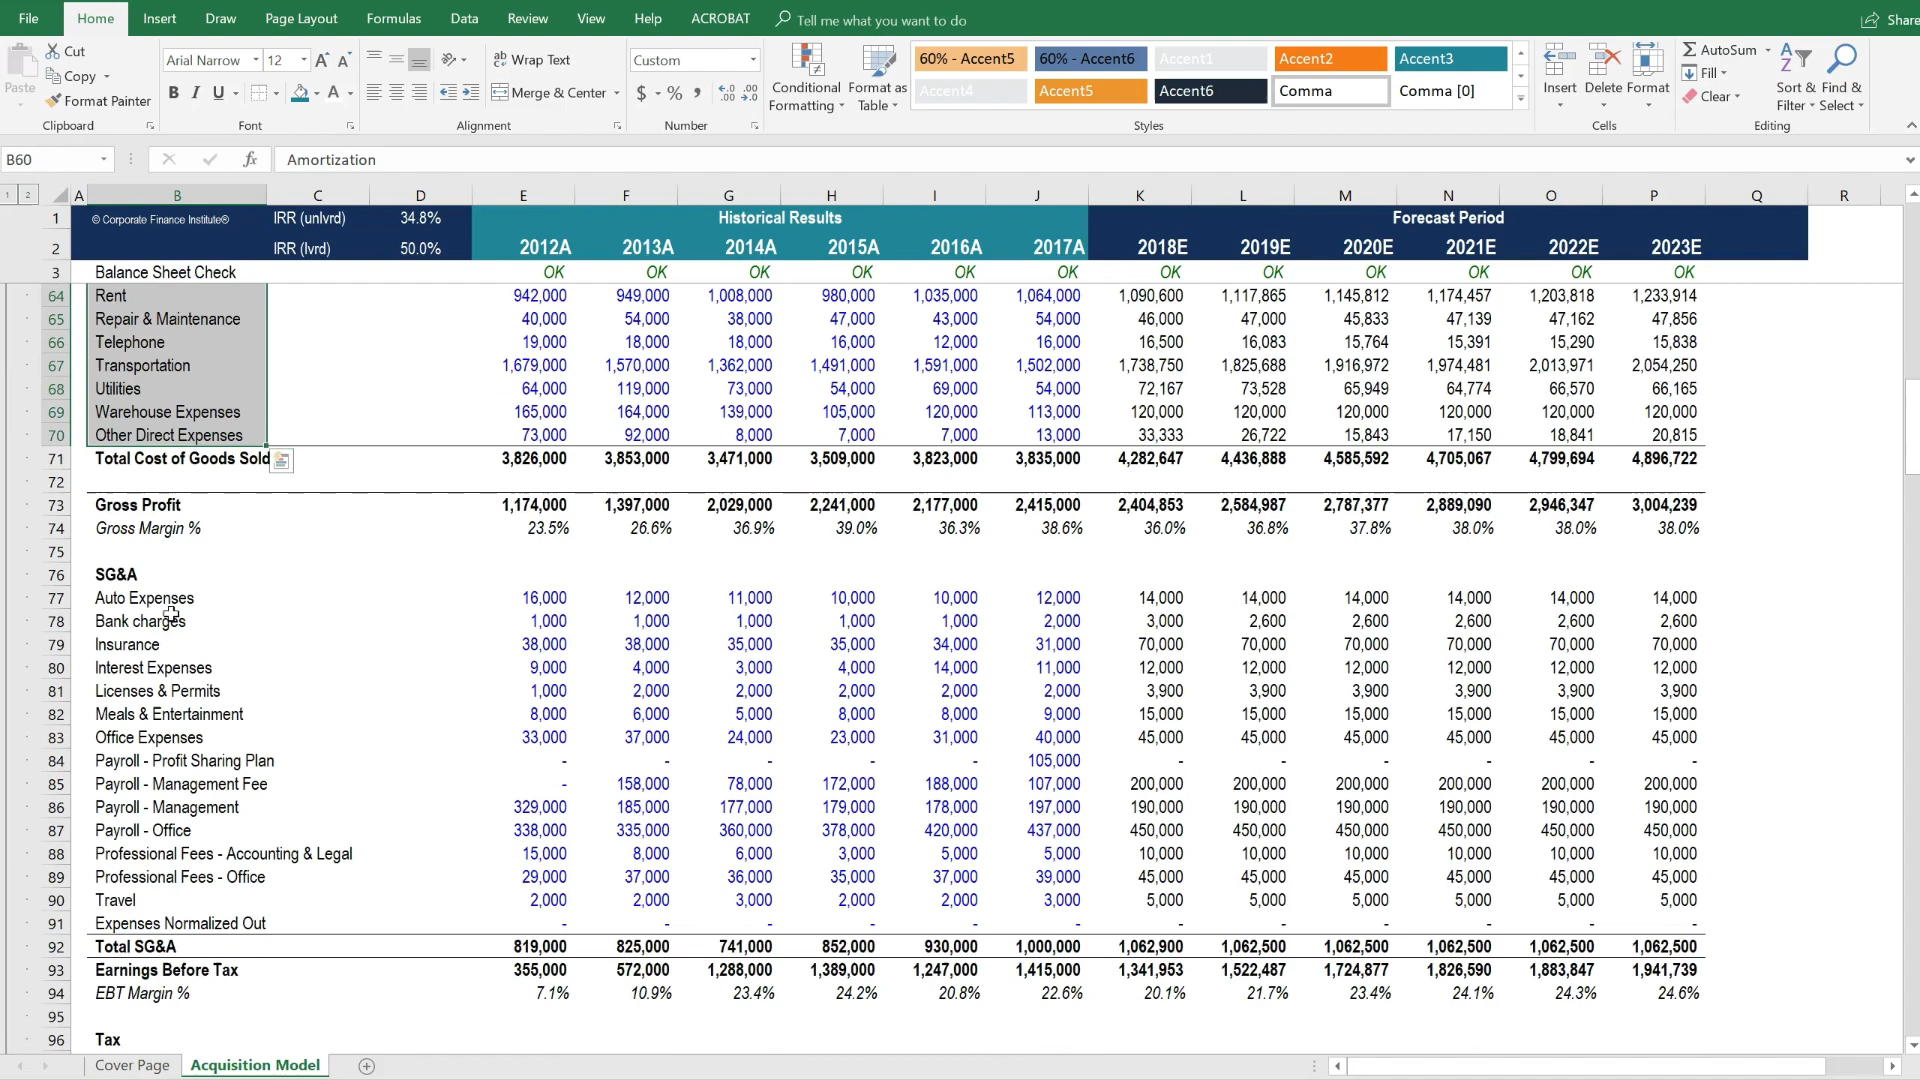 File Home Insert Draw Page Layout Formulas Data Review View Help ACROBAT Tell me what you want to do Share
Paste Cut Copy Format Painter Clipboard
Arial Narrow 12 A A B I U A Font
ab Wrap Text Merge & Center Alignment
Custom $ % , Number
Conditional Formatting Format as Table
60% - Accent5 60% - Accent6 Accent1 Accent2 Accent3
Accent4 Accent5 Accent6 Comma Comma [0]
Styles
Insert Delete Format Cells
AutoSum Fill Clear Sort & Filter Find & Select Editing
B60 fx Amortization
1 2 A B C D E F G H I J K L M N O P Q R
1 © Corporate Finance Institute® IRR (unlvrd) 34.8% Historical Results Forecast Period
2 IRR (lvrd) 50.0% 2012A 2013A 2014A 2015A 2016A 2017A 2018E 2019E 2020E 2021E 2022E 2023E
3 Balance Sheet Check OK OK OK OK OK OK OK OK OK OK OK OK
64 Rent 942,000 949,000 1,008,000 980,000 1,035,000 1,064,000 1,090,600 1,117,865 1,145,812 1,174,457 1,203,818 1,233,914
65 Repair & Maintenance 40,000 54,000 38,000 47,000 43,000 54,000 46,000 47,000 45,833 47,139 47,162 47,856
66 Telephone 19,000 18,000 18,000 16,000 12,000 16,000 16,500 16,083 15,764 15,391 15,290 15,838
67 Transportation 1,679,000 1,570,000 1,362,000 1,491,000 1,591,000 1,502,000 1,738,750 1,825,688 1,916,972 1,974,481 2,013,971 2,054,250
68 Utilities 64,000 119,000 73,000 54,000 69,000 54,000 72,167 73,528 65,949 64,774 66,570 66,165
69 Warehouse Expenses 165,000 164,000 139,000 105,000 120,000 113,000 120,000 120,000 120,000 120,000 120,000 120,000
70 Other Direct Expenses 73,000 92,000 8,000 7,000 7,000 13,000 33,333 26,722 15,843 17,150 18,841 20,815
71 Total Cost of Goods Sold 3,826,000 3,853,000 3,471,000 3,509,000 3,823,000 3,835,000 4,282,647 4,436,888 4,585,592 4,705,067 4,799,694 4,896,722
72
73 Gross Profit 1,174,000 1,397,000 2,029,000 2,241,000 2,177,000 2,415,000 2,404,853 2,584,987 2,787,377 2,889,090 2,946,347 3,004,239
74 Gross Margin % 23.5% 26.6% 36.9% 39.0% 36.3% 38.6% 36.0% 36.8% 37.8% 38.0% 38.0% 38.0%
75
76 SG&A
77 Auto Expenses 16,000 12,000 11,000 10,000 10,000 12,000 14,000 14,000 14,000 14,000 14,000 14,000
78 Bank charges 1,000 1,000 1,000 1,000 1,000 2,000 3,000 2,600 2,600 2,600 2,600 2,600
79 Insurance 38,000 38,000 35,000 35,000 34,000 31,000 70,000 70,000 70,000 70,000 70,000 70,000
80 Interest Expenses 9,000 4,000 3,000 4,000 14,000 11,000 12,000 12,000 12,000 12,000 12,000 12,000
81 Licenses & Permits 1,000 2,000 2,000 2,000 2,000 2,000 3,900 3,900 3,900 3,900 3,900 3,900
82 Meals & Entertainment 8,000 6,000 5,000 8,000 8,000 9,000 15,000 15,000 15,000 15,000 15,000 15,000
83 Office Expenses 33,000 37,000 24,000 23,000 31,000 40,000 45,000 45,000 45,000 45,000 45,000 45,000
84 Payroll - Profit Sharing Plan - - - - - 105,000 - - - - - -
85 Payroll - Management Fee - 158,000 78,000 172,000 188,000 107,000 200,000 200,000 200,000 200,000 200,000 200,000
86 Payroll - Management 329,000 185,000 177,000 179,000 178,000 197,000 190,000 190,000 190,000 190,000 190,000 190,000
87 Payroll - Office 338,000 335,000 360,000 378,000 420,000 437,000 450,000 450,000 450,000 450,000 450,000 450,000
88 Professional Fees - Accounting & Legal 15,000 8,000 6,000 3,000 5,000 5,000 10,000 10,000 10,000 10,000 10,000 10,000
89 Professional Fees - Office 29,000 37,000 36,000 35,000 37,000 39,000 45,000 45,000 45,000 45,000 45,000 45,000
90 Travel 2,000 2,000 3,000 2,000 2,000 3,000 5,000 5,000 5,000 5,000 5,000 5,000
91 Expenses Normalized Out - - - - - - - - - - - -
92 Total SG&A 819,000 825,000 741,000 852,000 930,000 1,000,000 1,062,900 1,062,500 1,062,500 1,062,500 1,062,500 1,062,500
93 Earnings Before Tax 355,000 572,000 1,288,000 1,389,000 1,247,000 1,415,000 1,341,953 1,522,487 1,724,877 1,826,590 1,883,847 1,941,739
94 EBT Margin % 7.1% 10.9% 23.4% 24.2% 20.8% 22.6% 20.1% 21.7% 23.4% 24.1% 24.3% 24.6%
95
96 Tax
Cover Page Acquisition Model